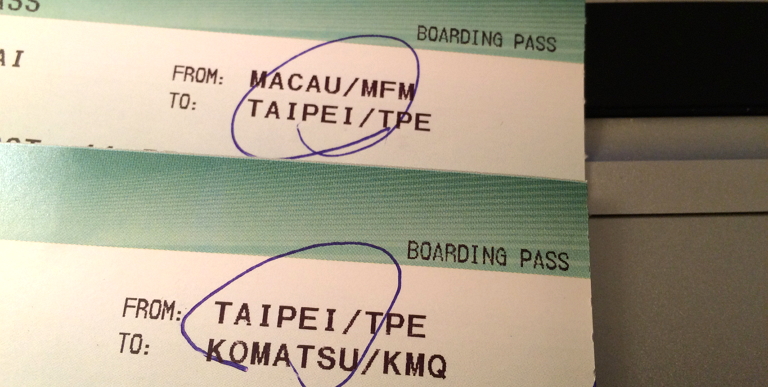 BOARDING PASS
FROM: MACAU/MFM
TO: TAIPEI/TPE
BOARDING PASS
FROM: TAIPEI/TPE
TO: KOMATSU/KMQ